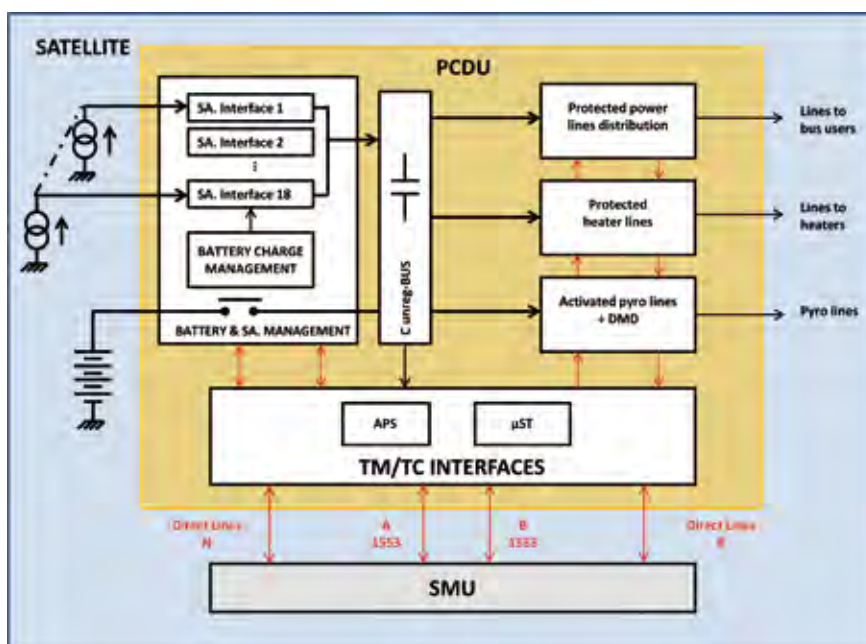 SATELLITE
PCDU
SA. Interface 1
SA. Interface 2
⋮
SA. Interface 18
BATTERY CHARGE
MANAGEMENT
BATTERY & SA. MANAGEMENT
C unreg-BUS
Protected power
lines distribution
Protected
heater lines
Activated pyro lines
+ DMD
Lines to
bus users
Lines to
heaters
Pyro lines
APS
µST
TM/TC INTERFACES
Direct Lines
N
A
1553
B
1553
Direct Lines
R
SMU